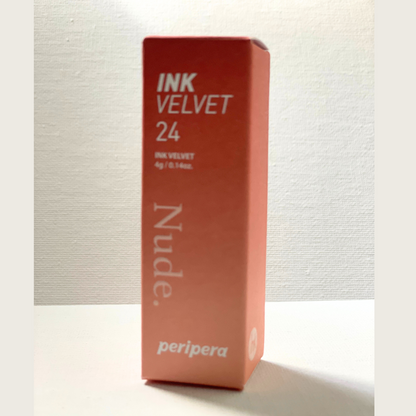 INK
VELVET
24
INK VELVET
4g / 0.14oz.
Nude.
peripera